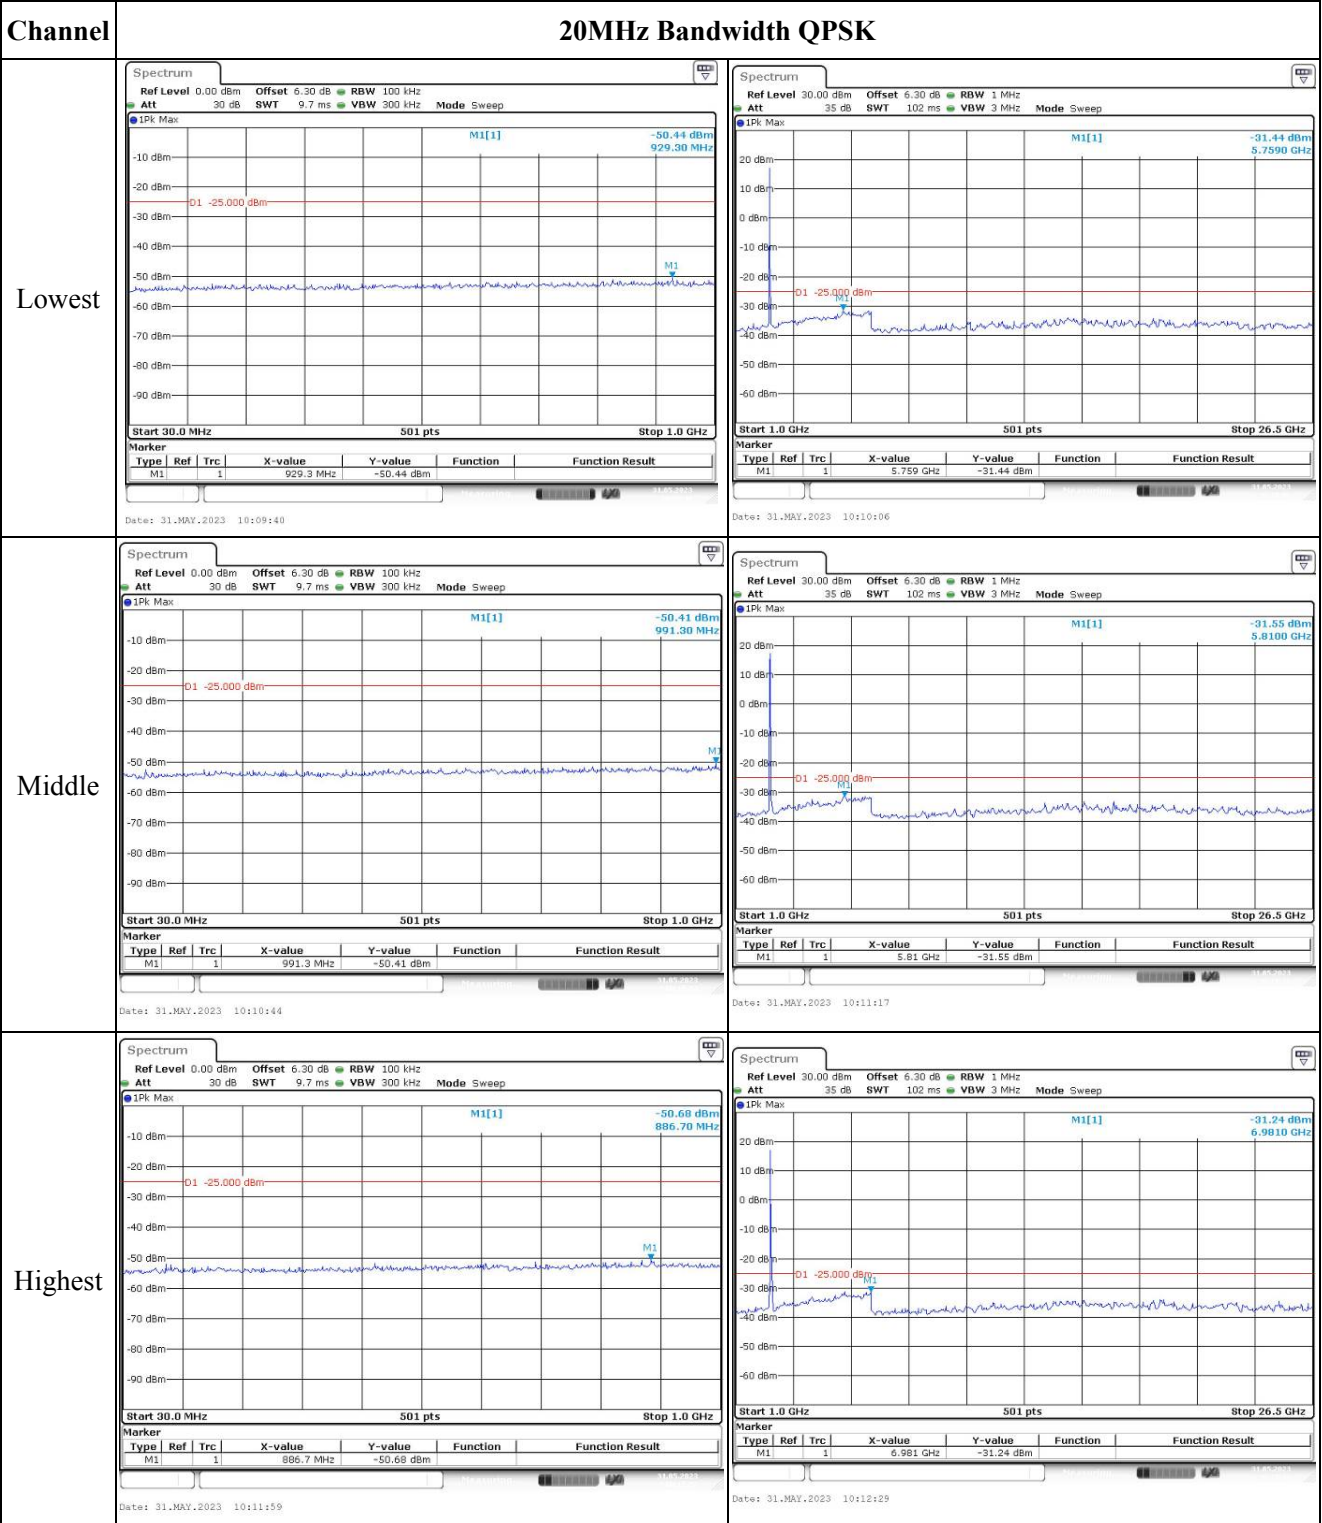 Channel 20MHz Bandwidth QPSK
Lowest
Spectrum
Ref Level 0.00 dBm Offset 6.30 dB RBW 100 kHz
Att 30 dB SWT 9.7 ms VBW 300 kHz Mode Sweep
1Pk Max
M1[1] -50.44 dBm
929.30 MHz
-10 dBm
-20 dBm
D1 -25.000 dBm
-30 dBm
-40 dBm
M1
-50 dBm
-60 dBm
-70 dBm
-80 dBm
-90 dBm
Start 30.0 MHz 501 pts Stop 1.0 GHz
Marker
Type Ref Trc X-value Y-value Function Function Result
M1 1 929.3 MHz -50.44 dBm
Date: 31.MAY.2023 10:09:40
Spectrum
Ref Level 30.00 dBm Offset 6.30 dB RBW 1 MHz
Att 35 dB SWT 102 ms VBW 3 MHz Mode Sweep
1Pk Max
M1[1] -31.44 dBm
5.7590 GHz
20 dBm
10 dBm
0 dBm
-10 dBm
-20 dBm
D1 -25.000 dBm
M1
-30 dBm
-40 dBm
-50 dBm
-60 dBm
Start 1.0 GHz 501 pts Stop 26.5 GHz
Marker
Type Ref Trc X-value Y-value Function Function Result
M1 1 5.759 GHz -31.44 dBm
Date: 31.MAY.2023 10:10:06
Middle
Spectrum
Ref Level 0.00 dBm Offset 6.30 dB RBW 100 kHz
Att 30 dB SWT 9.7 ms VBW 300 kHz Mode Sweep
1Pk Max
M1[1] -50.41 dBm
991.30 MHz
-10 dBm
-20 dBm
D1 -25.000 dBm
-30 dBm
-40 dBm
M1
-50 dBm
-60 dBm
-70 dBm
-80 dBm
-90 dBm
Start 30.0 MHz 501 pts Stop 1.0 GHz
Marker
Type Ref Trc X-value Y-value Function Function Result
M1 1 991.3 MHz -50.41 dBm
Measuring
Date: 31.MAY.2023 10:10:44
Spectrum
Ref Level 30.00 dBm Offset 6.30 dB RBW 1 MHz
Att 35 dB SWT 102 ms VBW 3 MHz Mode Sweep
1Pk Max
M1[1] -31.55 dBm
5.8100 GHz
20 dBm
10 dBm
0 dBm
-10 dBm
-20 dBm
D1 -25.000 dBm
M1
-30 dBm
-40 dBm
-50 dBm
-60 dBm
Start 1.0 GHz 501 pts Stop 26.5 GHz
Marker
Type Ref Trc X-value Y-value Function Function Result
M1 1 5.81 GHz -31.55 dBm
Date: 31.MAY.2023 10:11:17
Highest
Spectrum
Ref Level 0.00 dBm Offset 6.30 dB RBW 100 kHz
Att 30 dB SWT 9.7 ms VBW 300 kHz Mode Sweep
1Pk Max
M1[1] -50.68 dBm
886.70 MHz
-10 dBm
-20 dBm
D1 -25.000 dBm
-30 dBm
-40 dBm
M1
-50 dBm
-60 dBm
-70 dBm
-80 dBm
-90 dBm
Start 30.0 MHz 501 pts Stop 1.0 GHz
Marker
Type Ref Trc X-value Y-value Function Function Result
M1 1 886.7 MHz -50.68 dBm
Date: 31.MAY.2023 10:11:59
Spectrum
Ref Level 30.00 dBm Offset 6.30 dB RBW 1 MHz
Att 35 dB SWT 102 ms VBW 3 MHz Mode Sweep
1Pk Max
M1[1] -31.24 dBm
6.9810 GHz
20 dBm
10 dBm
0 dBm
-10 dBm
-20 dBm
D1 -25.000 dBm
M1
-30 dBm
-40 dBm
-50 dBm
-60 dBm
Start 1.0 GHz 501 pts Stop 26.5 GHz
Marker
Type Ref Trc X-value Y-value Function Function Result
M1 1 6.981 GHz -31.24 dBm
Date: 31.MAY.2023 10:12:29